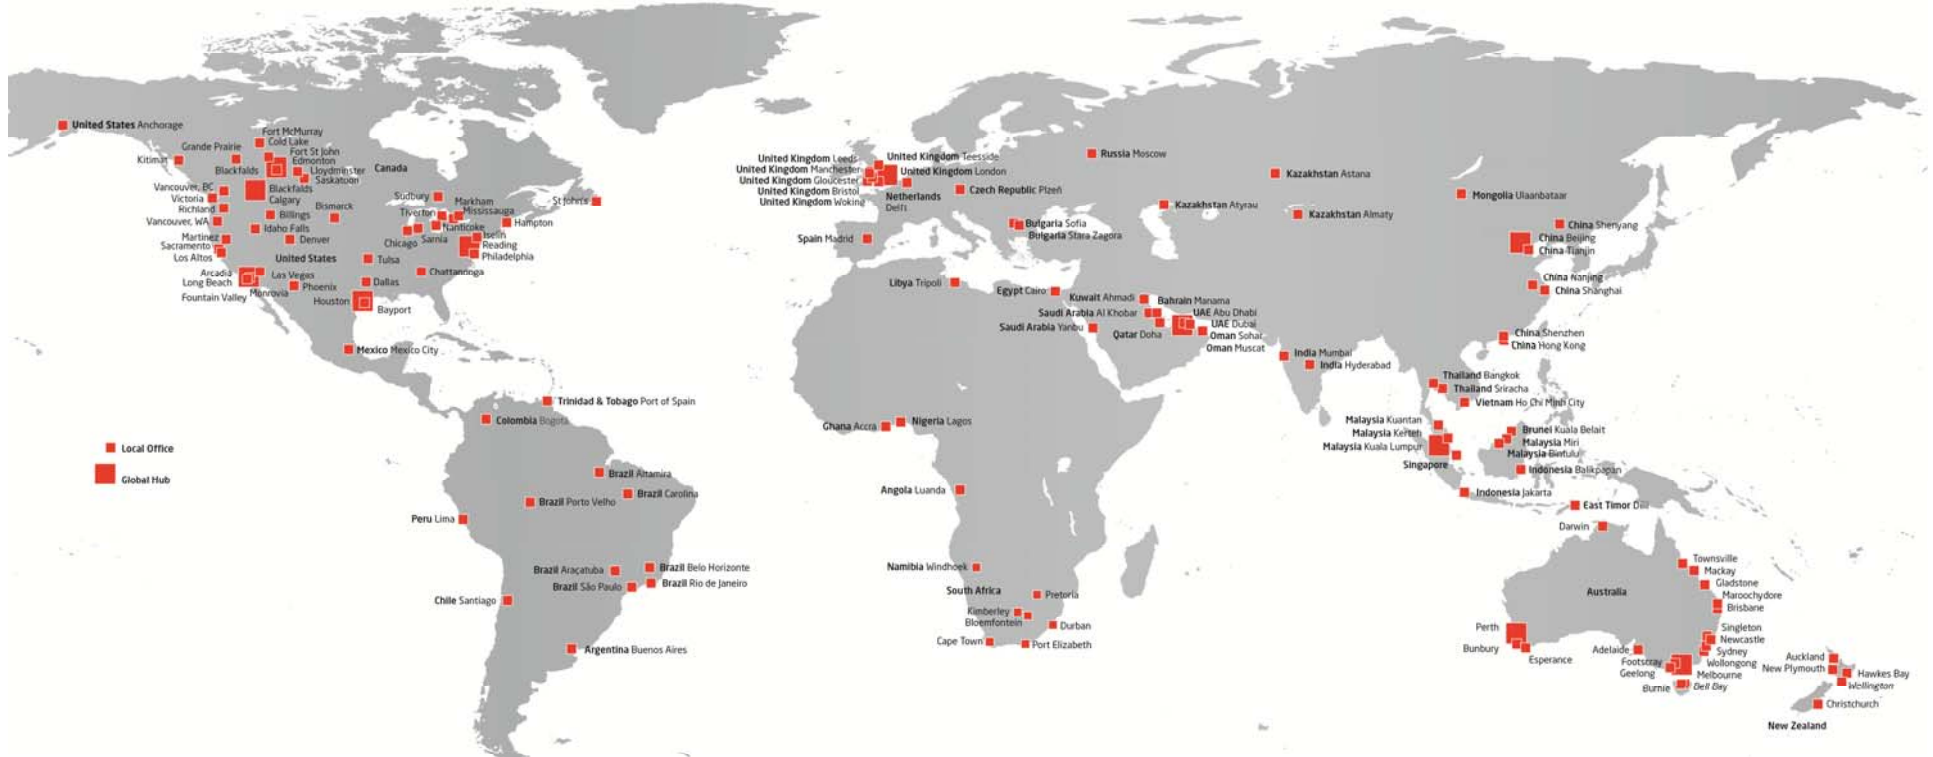 United States Anchorage
Fort McMurray
Cold Lake
Grande Prairie
Fort St John
Kitimat
Edmonton
Blackfalds
Lloydminster
Canada
Saskatoon
Vancouver, BC
Blackfalds
Victoria
Calgary
Richland
Bismarck
Vancouver, WA
Billings
Idaho Falls
Martinez
Denver
Sacramento
Los Altos
United States
Tulsa
Arcadia
Las Vegas
Long Beach
Phoenix
Fountain Valley
Monrovia
Dallas
Houston
Bayport
Chattanooga
Sudbury
Markham
Tiverton
Mississauga
Nanticoke
Hampton
Chicago
Sarnia
Iselin
Reading
Philadelphia
St John's
Mexico Mexico City
Trinidad & Tobago Port of Spain
Colombia Bogota
Local Office
Global Hub
Brazil Altamira
Brazil Carolina
Brazil Porto Velho
Peru Lima
Brazil Araçatuba
Brazil Belo Horizonte
Brazil São Paulo
Brazil Rio de Janeiro
Chile Santiago
Argentina Buenos Aires
United Kingdom Leeds
United Kingdom Teesside
United Kingdom Manchester
United Kingdom London
United Kingdom Gloucester
United Kingdom Bristol
United Kingdom Woking
Netherlands
Delft
Czech Republic Plzeň
Spain Madrid
Bulgaria Sofia
Bulgaria Stara Zagora
Russia Moscow
Kazakhstan Astana
Kazakhstan Atyrau
Kazakhstan Almaty
Mongolia Ulaanbataar
China Shenyang
China Beijing
China Tianjin
China Nanjing
China Shanghai
China Shenzhen
China Hong Kong
Libya Tripoli
Egypt Cairo
Kuwait Ahmadi
Bahrain Manama
Saudi Arabia Al Khobar
UAE Abu Dhabi
Saudi Arabia Yanbu
UAE Dubai
Qatar Doha
Oman Sohar
Oman Muscat
India Mumbai
India Hyderabad
Thailand Bangkok
Thailand Sriracha
Vietnam Ho Chi Minh City
Malaysia Kuantan
Malaysia Kerteh
Malaysia Kuala Lumpur
Singapore
Brunei Kuala Belait
Malaysia Miri
Malaysia Bintulu
Indonesia Balikpapan
Indonesia Jakarta
East Timor Dili
Ghana Accra
Nigeria Lagos
Angola Luanda
Namibia Windhoek
South Africa
Pretoria
Kimberley
Bloemfontein
Durban
Cape Town
Port Elizabeth
Darwin
Townsville
Mackay
Gladstone
Australia
Maroochydore
Brisbane
Perth
Singleton
Newcastle
Bunbury
Adelaide
Sydney
Esperance
Footscray
Wollongong
Geelong
Melbourne
Burnie
Bell Bay
Auckland
New Plymouth
Hawkes Bay
Wellington
Christchurch
New Zealand